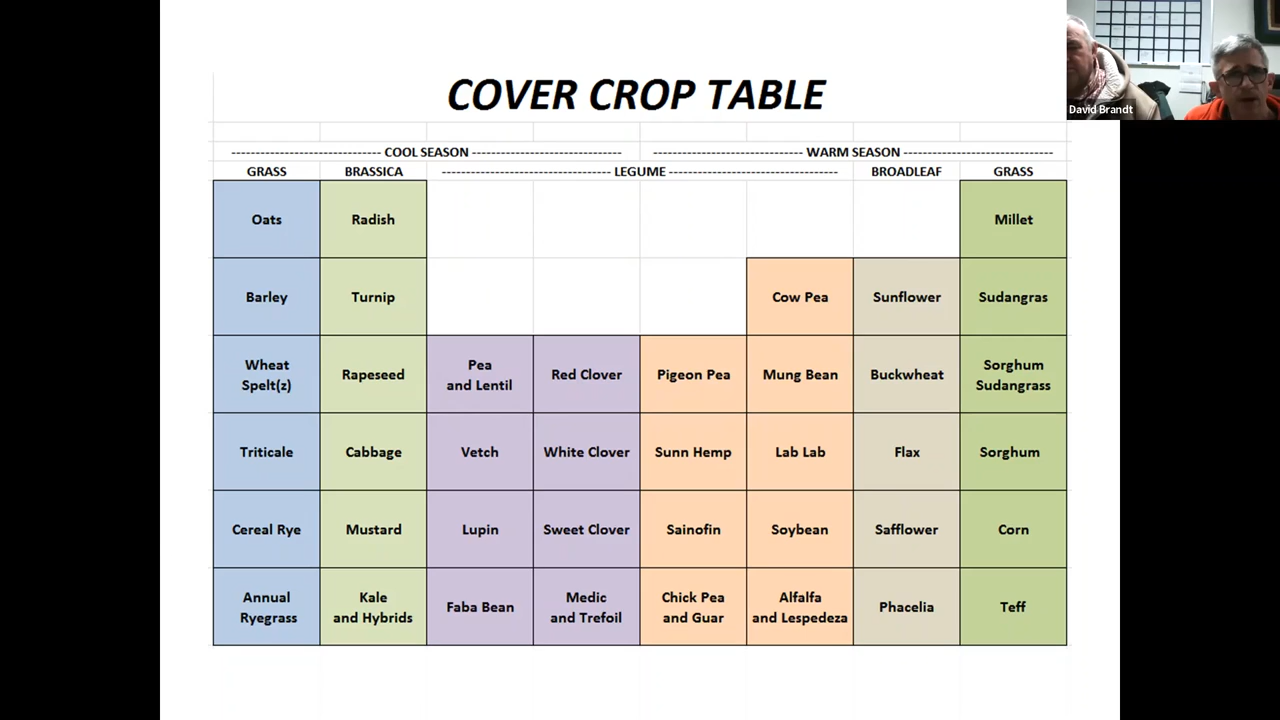 COVER CROP TABLE
David Brandt
--- COOL SEASON --- --- WARM SEASON ---
GRASS BRASSICA --- LEGUME --- BROADLEAF GRASS
Oats Radish Millet
Barley Turnip Cow Pea Sunflower Sudangras
Wheat Spelt(z) Rapeseed Pea and Lentil Red Clover Pigeon Pea Mung Bean Buckwheat Sorghum Sudangrass
Triticale Cabbage Vetch White Clover Sunn Hemp Lab Lab Flax Sorghum
Cereal Rye Mustard Lupin Sweet Clover Sainofin Soybean Safflower Corn
Annual Ryegrass Kale and Hybrids Faba Bean Medic and Trefoil Chick Pea and Guar Alfalfa and Lespedeza Phacelia Teff